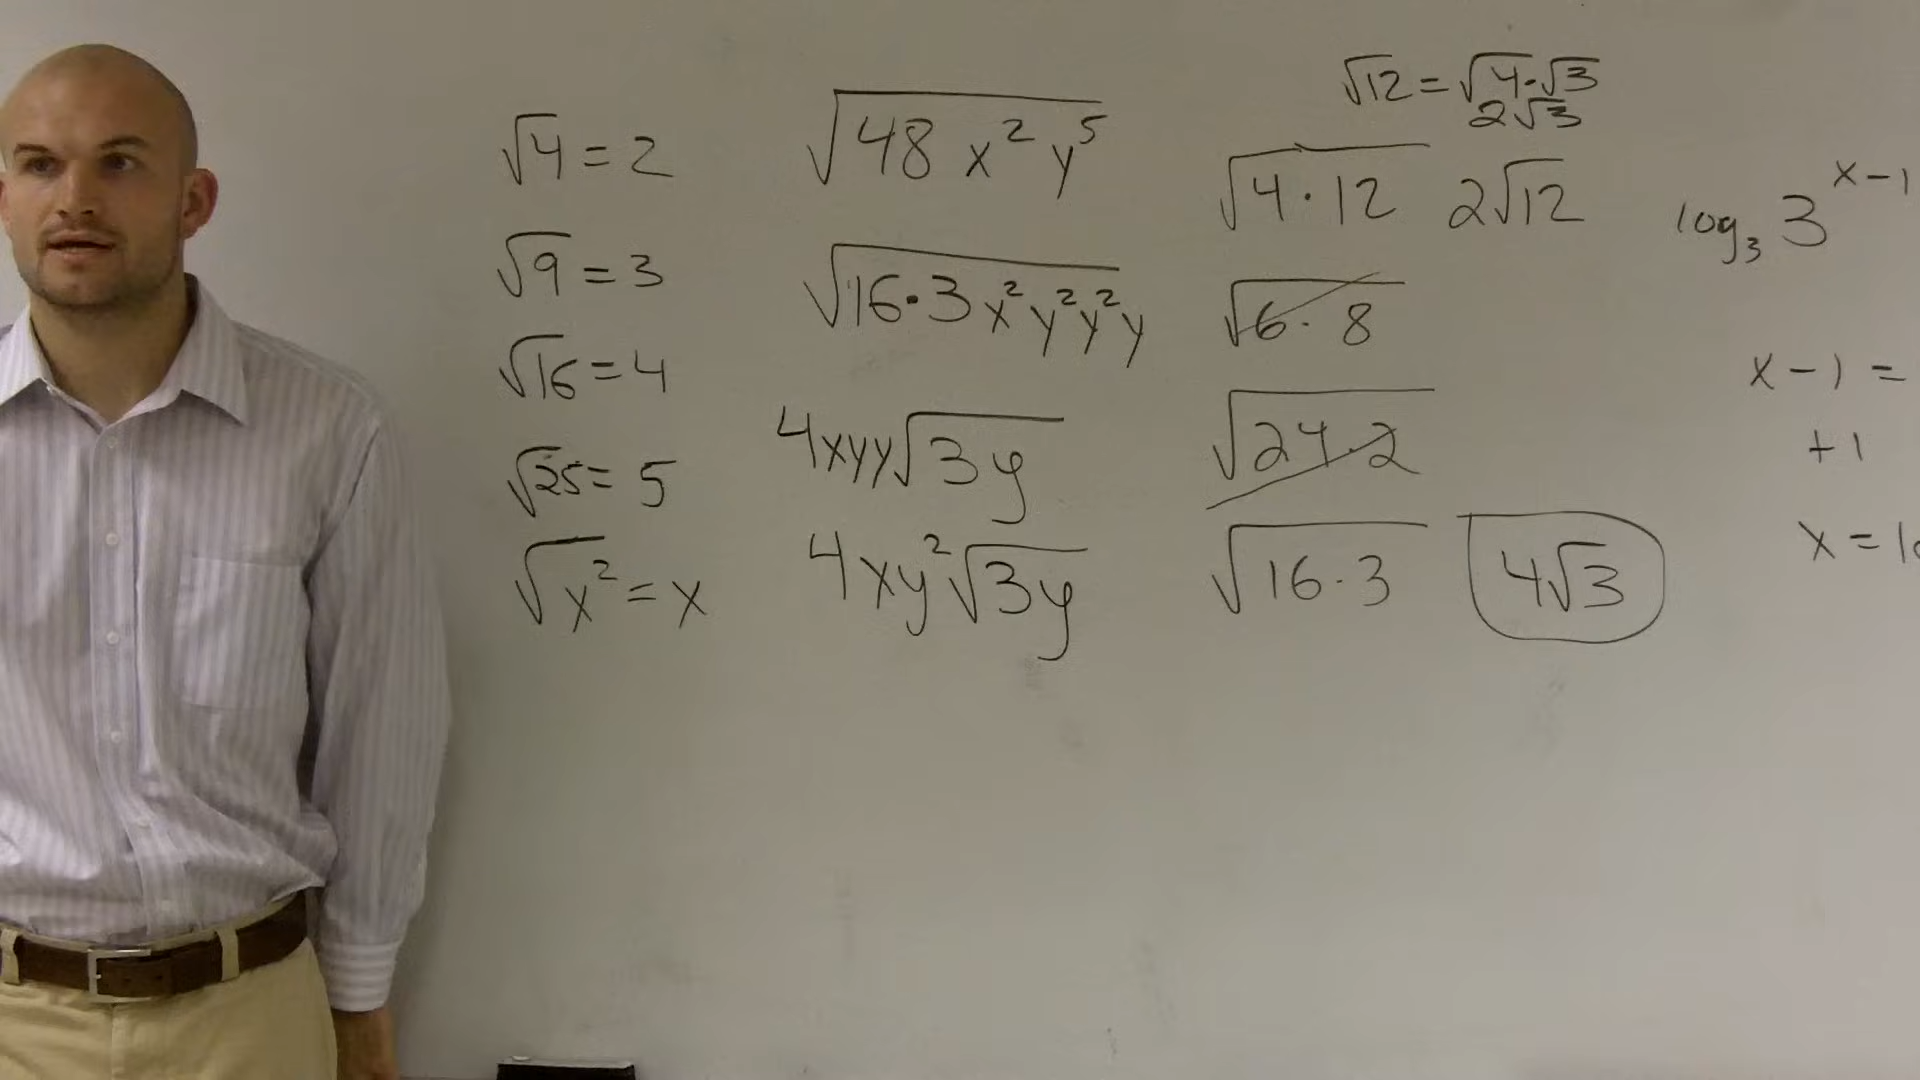 √4 = 2
√9 = 3
√16 = 4
√25 = 5
√x² = x
√48 x² y⁵
√16·3 x² y² y² y
4xyy√3y
4xy²√3y
√12 = √4·√3
2√3
√4·12 2√12
√6·8
√24·2
√16·3 4√3
log₃ 3^(x-1)
x - 1 =
+1
x =